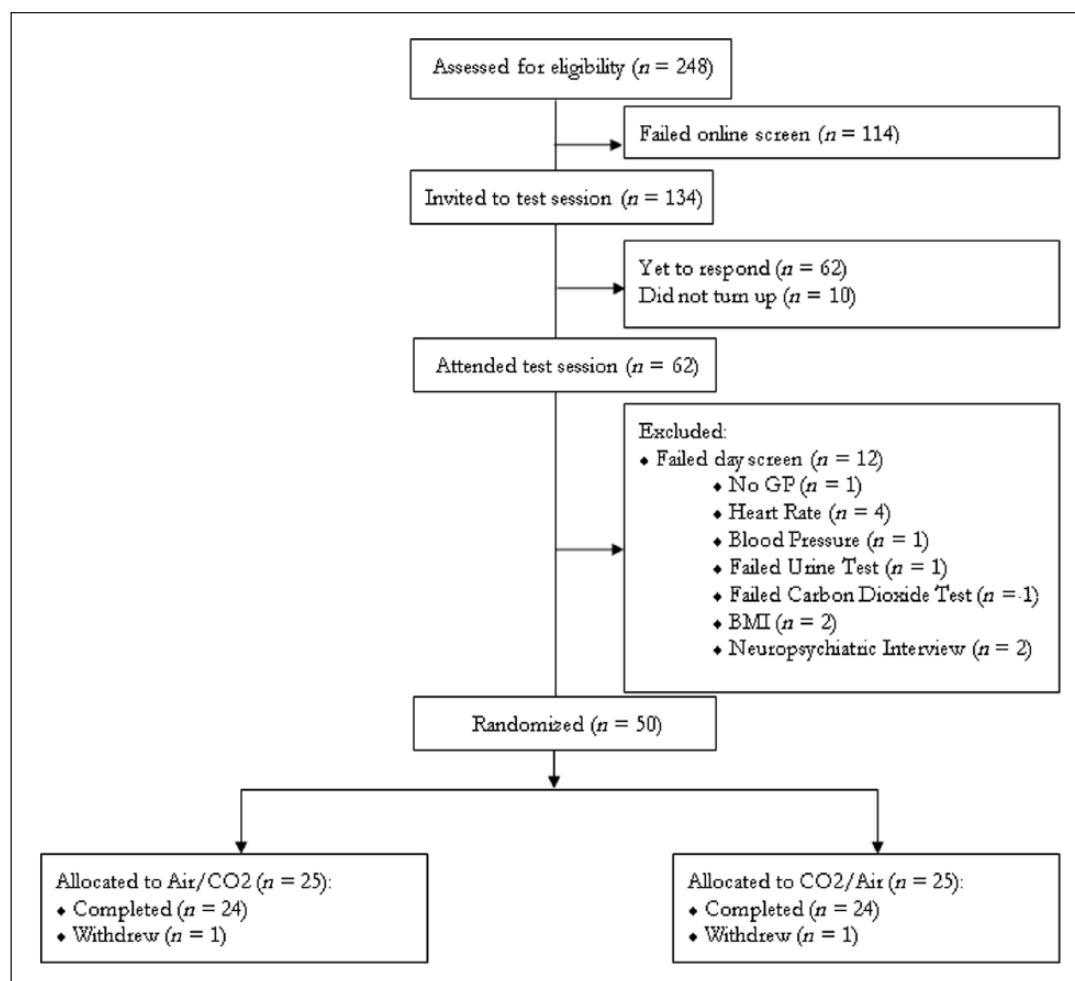 Assessed for eligibility (n = 248)
Failed online screen (n = 114)
Invited to test session (n = 134)
Yet to respond (n = 62)
Did not turn up (n = 10)
Attended test session (n = 62)
Excluded:
⬥ Failed day screen (n = 12)
⬥ No GP (n = 1)
⬥ Heart Rate (n = 4)
⬥ Blood Pressure (n = 1)
⬥ Failed Urine Test (n = 1)
⬥ Failed Carbon Dioxide Test (n = 1)
⬥ BMI (n = 2)
⬥ Neuropsychiatric Interview (n = 2)
Randomized (n = 50)
Allocated to Air/CO2 (n = 25):
⬥ Completed (n = 24)
⬥ Withdrew (n = 1)
Allocated to CO2/Air (n = 25):
⬥ Completed (n = 24)
⬥ Withdrew (n = 1)